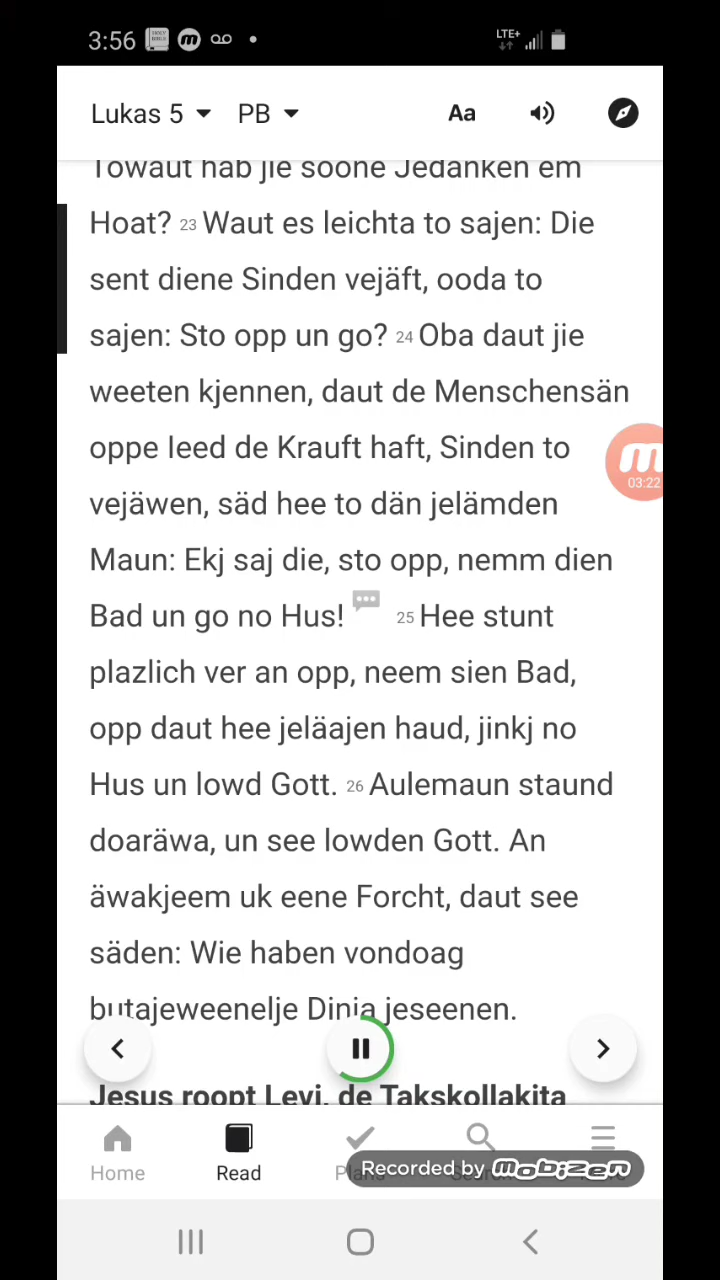 3:56 LTE+
Lukas 5 PB Aa
Towaut hab jie soone Jedanken em
Hoat? 23 Waut es leichta to sajen: Die
sent diene Sinden vejäft, ooda to
sajen: Sto opp un go? 24 Oba daut jie
weeten kjennen, daut de Menschensän
oppe Ieed de Krauft haft, Sinden to
03:22
vejäwen, säd hee to dän jelämden
Maun: Ekj saj die, sto opp, nemm dien
Bad un go no Hus! 25 Hee stunt
plazlich ver an opp, neem sien Bad,
opp daut hee jeläajen haud, jinkj no
Hus un lowd Gott. 26 Aulemaun staund
doaräwa, un see lowden Gott. An
äwakjeem uk eene Forcht, daut see
säden: Wie haben vondoag
butajeweenelje Dinja jeseenen.
Jesus roopt Levi, de Takskollakita
Home Read
Recorded by mobizen